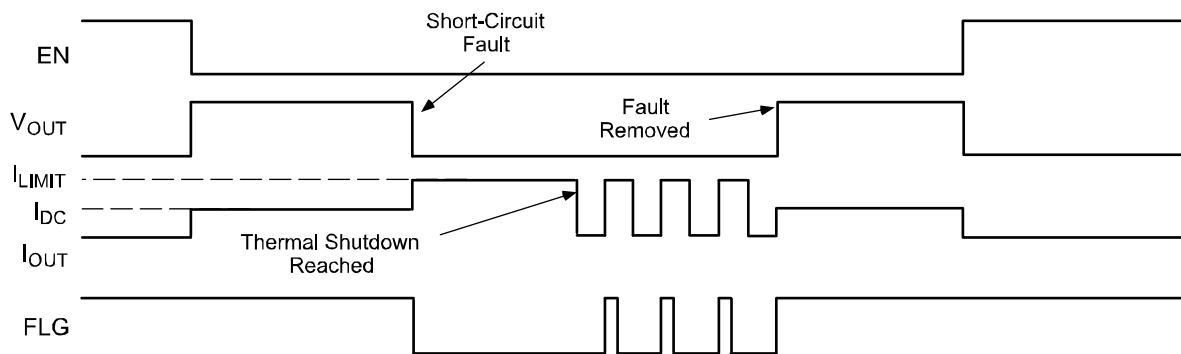 Short-Circuit
Fault
EN
Fault
Removed
VOUT
ILIMIT
IDC
Thermal Shutdown
Reached
IOUT
FLG